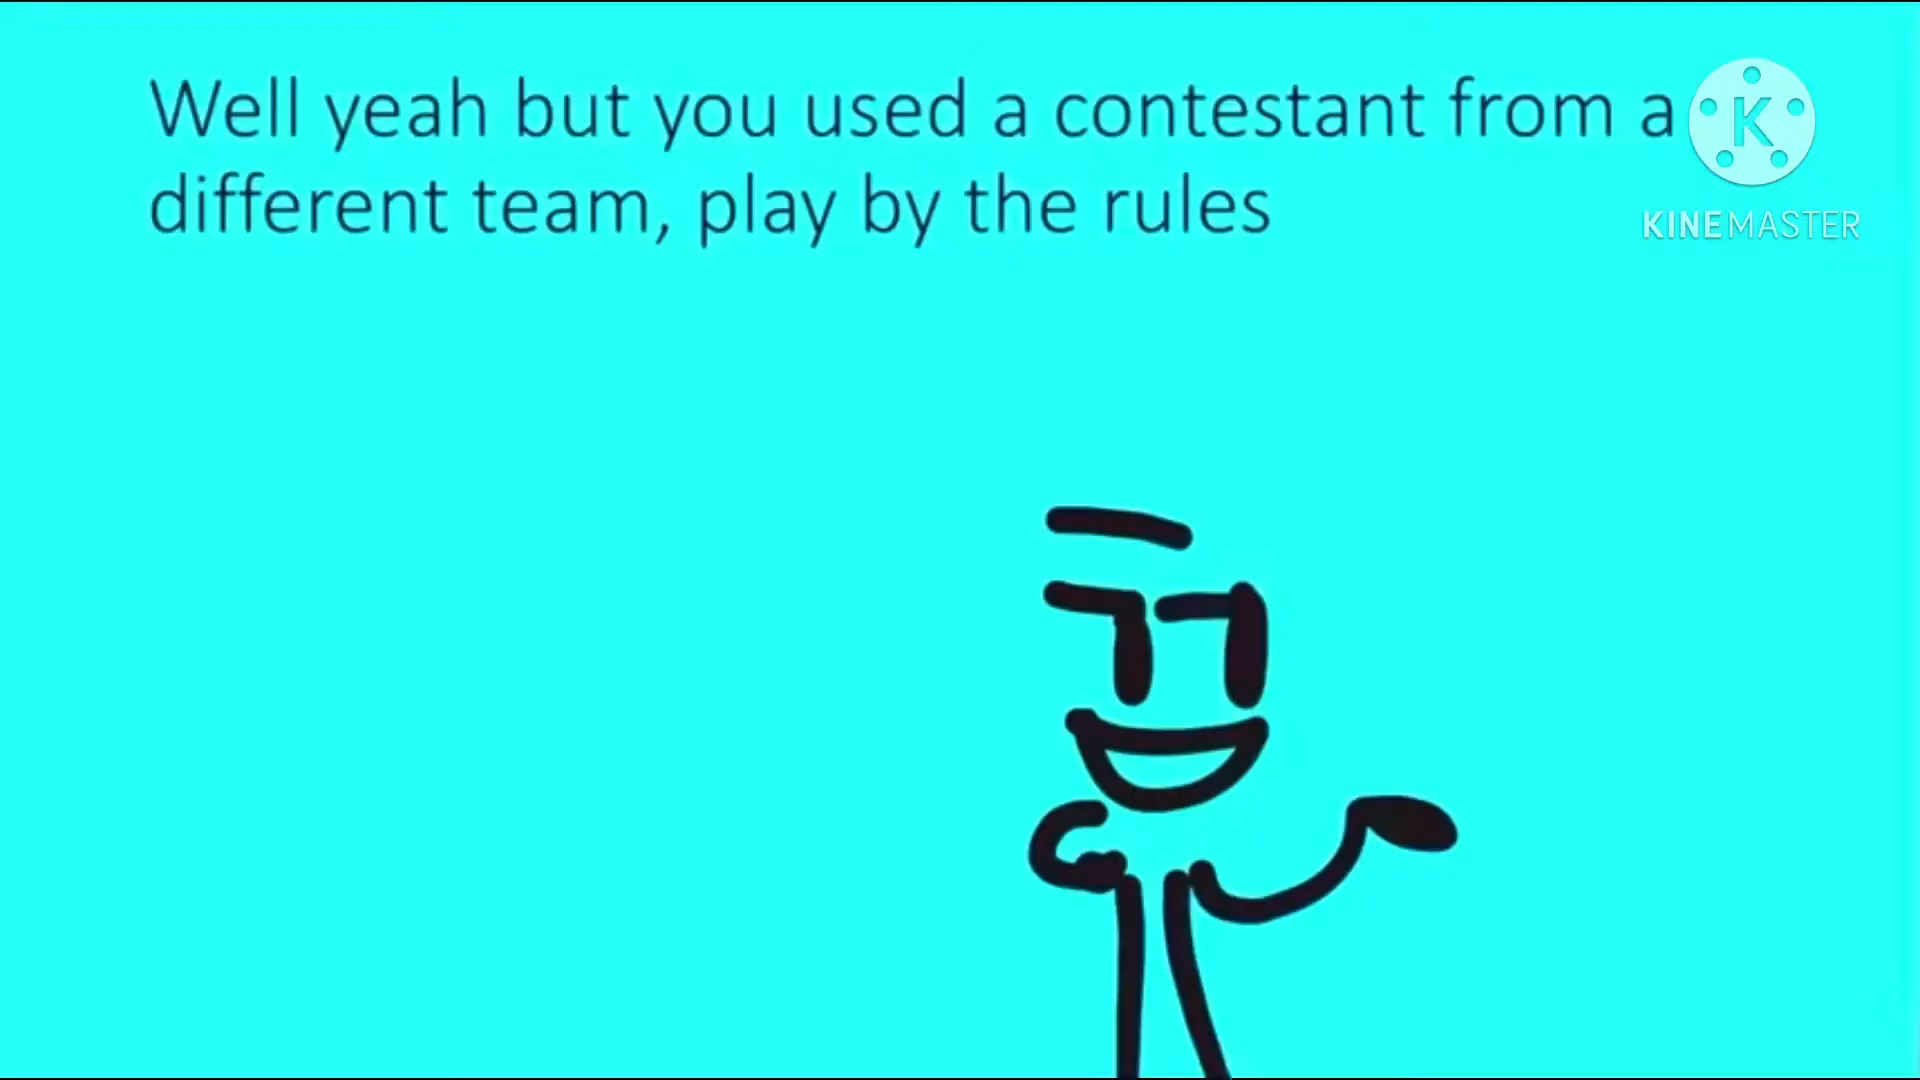 Well yeah but you used a contestant from a
different team, play by the rules
K
KINEMASTER